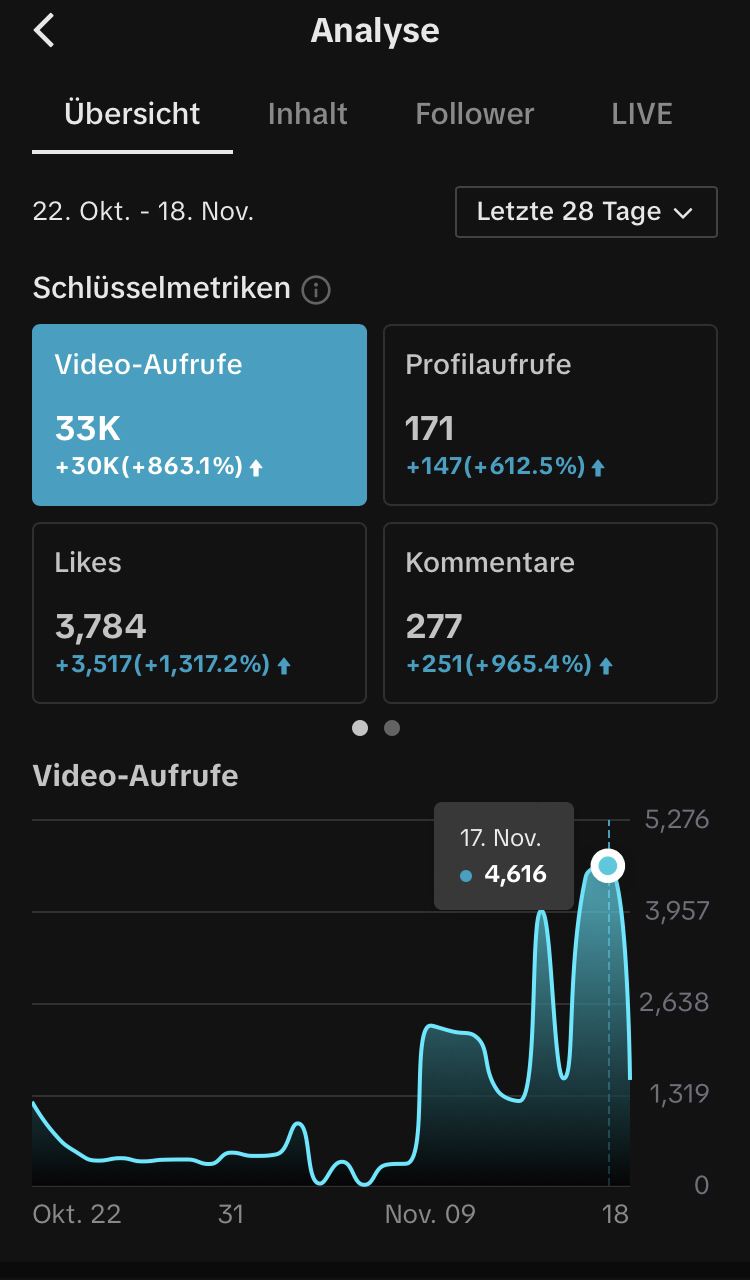 Analyse
Übersicht Inhalt Follower LIVE
22. Okt. - 18. Nov. Letzte 28 Tage
Schlüsselmetriken
Video-Aufrufe
33K
+30K(+863.1%)
Profilaufrufe
171
+147(+612.5%)
Likes
3,784
+3,517(+1,317.2%)
Kommentare
277
+251(+965.4%)
Video-Aufrufe
17. Nov.
4,616
5,276
3,957
2,638
1,319
0
Okt. 22 31 Nov. 09 18